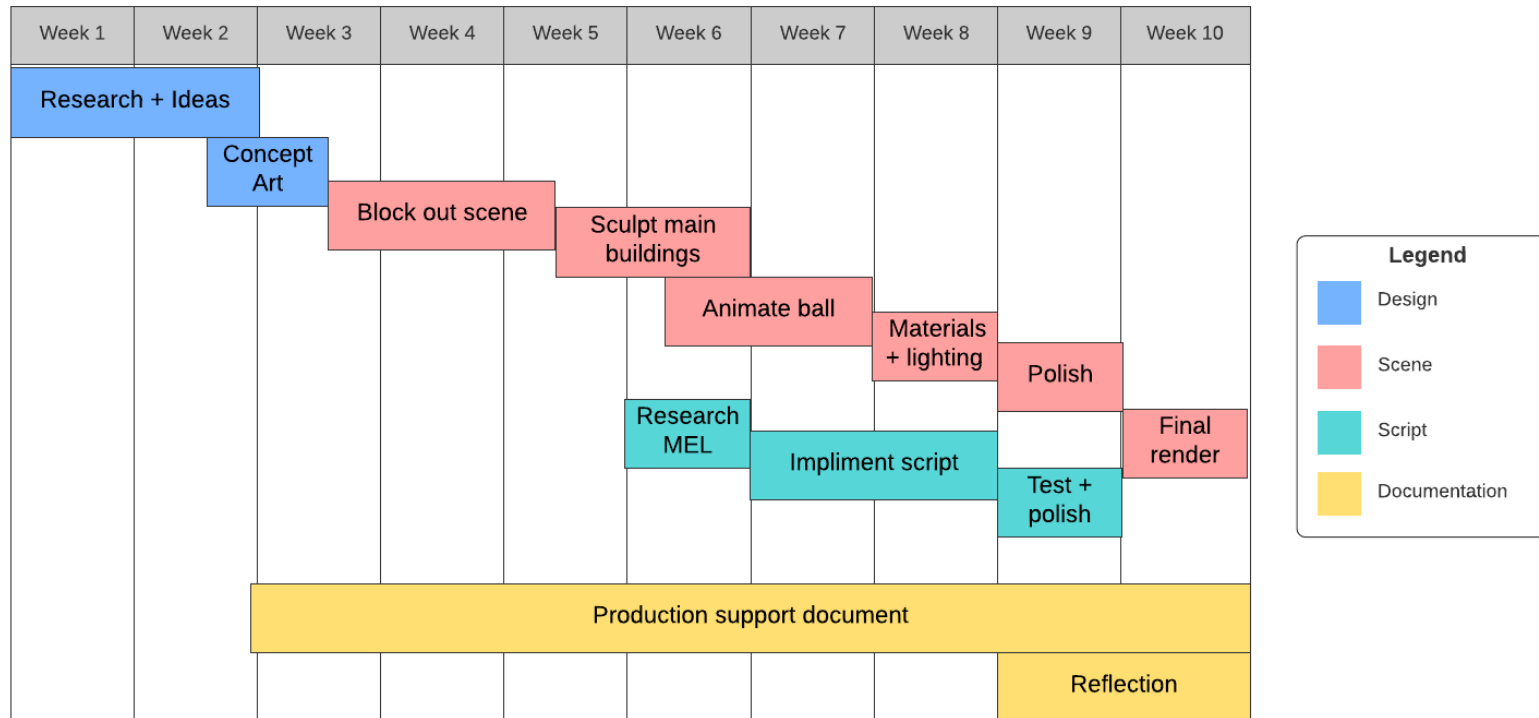 Week 1
Week 2
Week 3
Week 4
Week 5
Week 6
Week 7
Week 8
Week 9
Week 10
Research + Ideas
Concept
Art
Block out scene
Sculpt main
buildings
Animate ball
Materials
+ lighting
Polish
Final
render
Research
MEL
Impliment script
Test +
polish
Production support document
Reflection
Legend
Design
Scene
Script
Documentation